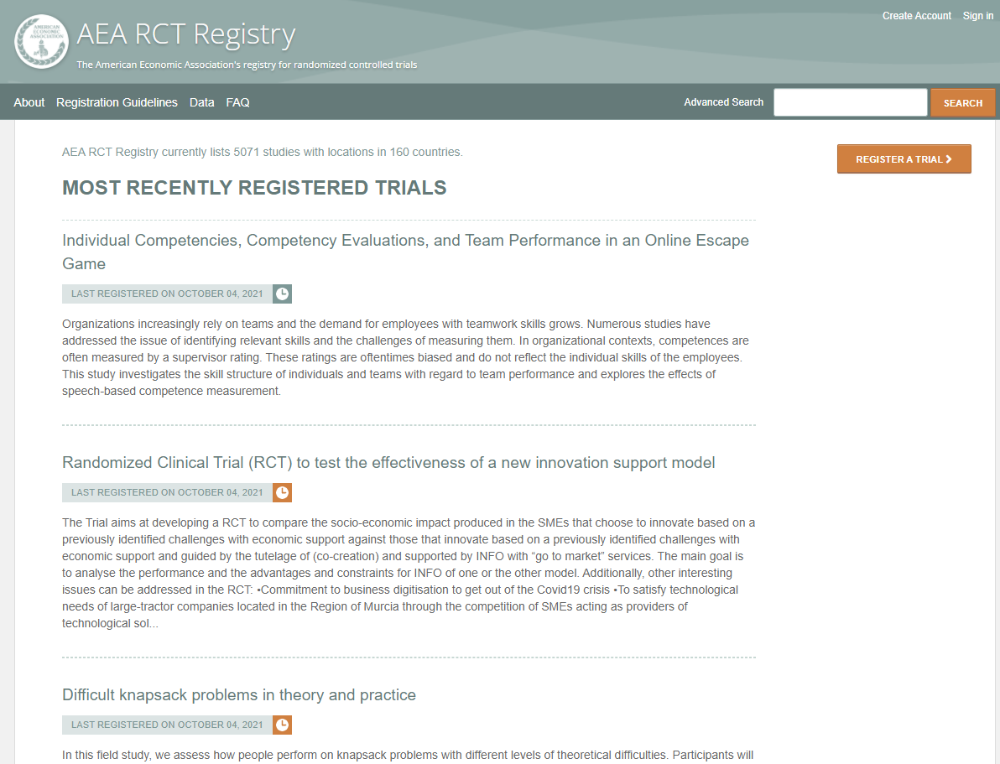 Create Account Sign in
AMERICAN
ECONOMIC
ASSOCIATION
AEA RCT Registry
The American Economic Association's registry for randomized controlled trials
About Registration Guidelines Data FAQ Advanced Search SEARCH
AEA RCT Registry currently lists 5071 studies with locations in 160 countries.
REGISTER A TRIAL
MOST RECENTLY REGISTERED TRIALS
Individual Competencies, Competency Evaluations, and Team Performance in an Online Escape
Game
LAST REGISTERED ON OCTOBER 04, 2021
Organizations increasingly rely on teams and the demand for employees with teamwork skills grows. Numerous studies have
addressed the issue of identifying relevant skills and the challenges of measuring them. In organizational contexts, competences are
often measured by a supervisor rating. These ratings are oftentimes biased and do not reflect the individual skills of the employees.
This study investigates the skill structure of individuals and teams with regard to team performance and explores the effects of
speech-based competence measurement.
Randomized Clinical Trial (RCT) to test the effectiveness of a new innovation support model
LAST REGISTERED ON OCTOBER 04, 2021
The Trial aims at developing a RCT to compare the socio-economic impact produced in the SMEs that choose to innovate based on a
previously identified challenges with economic support against those that innovate based on a previously identified challenges with
economic support and guided by the tutelage of (co-creation) and supported by INFO with “go to market” services. The main goal is
to analyse the performance and the advantages and constraints for INFO of one or the other model. Additionally, other interesting
issues can be addressed in the RCT: •Commitment to business digitisation to get out of the Covid19 crisis •To satisfy technological
needs of large-tractor companies located in the Region of Murcia through the competition of SMEs acting as providers of
technological sol...
Difficult knapsack problems in theory and practice
LAST REGISTERED ON OCTOBER 04, 2021
In this field study, we assess how people perform on knapsack problems with different levels of theoretical difficulties. Participants will